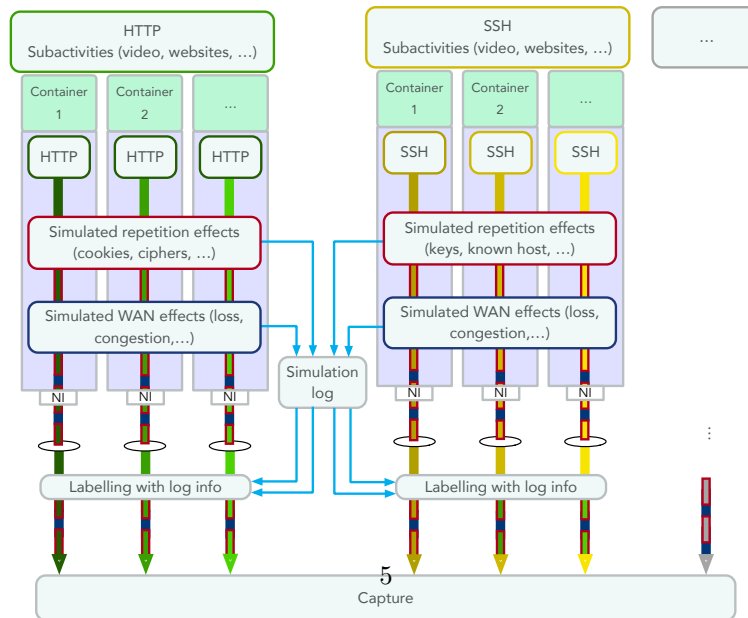 HTTP
Subactivities (video, websites, …)
SSH
Subactivities (video, websites, …)
…
Container
1
Container
2
…
Container
1
Container
2
…
HTTP
HTTP
HTTP
SSH
SSH
SSH
Simulated repetition effects
(cookies, ciphers, …)
Simulated repetition effects
(keys, known host, …)
Simulated WAN effects (loss,
congestion,…)
Simulated WAN effects (loss,
congestion,…)
Simulation
log
NI
NI
NI
NI
NI
NI
…
Labelling with log info
Labelling with log info
5
Capture